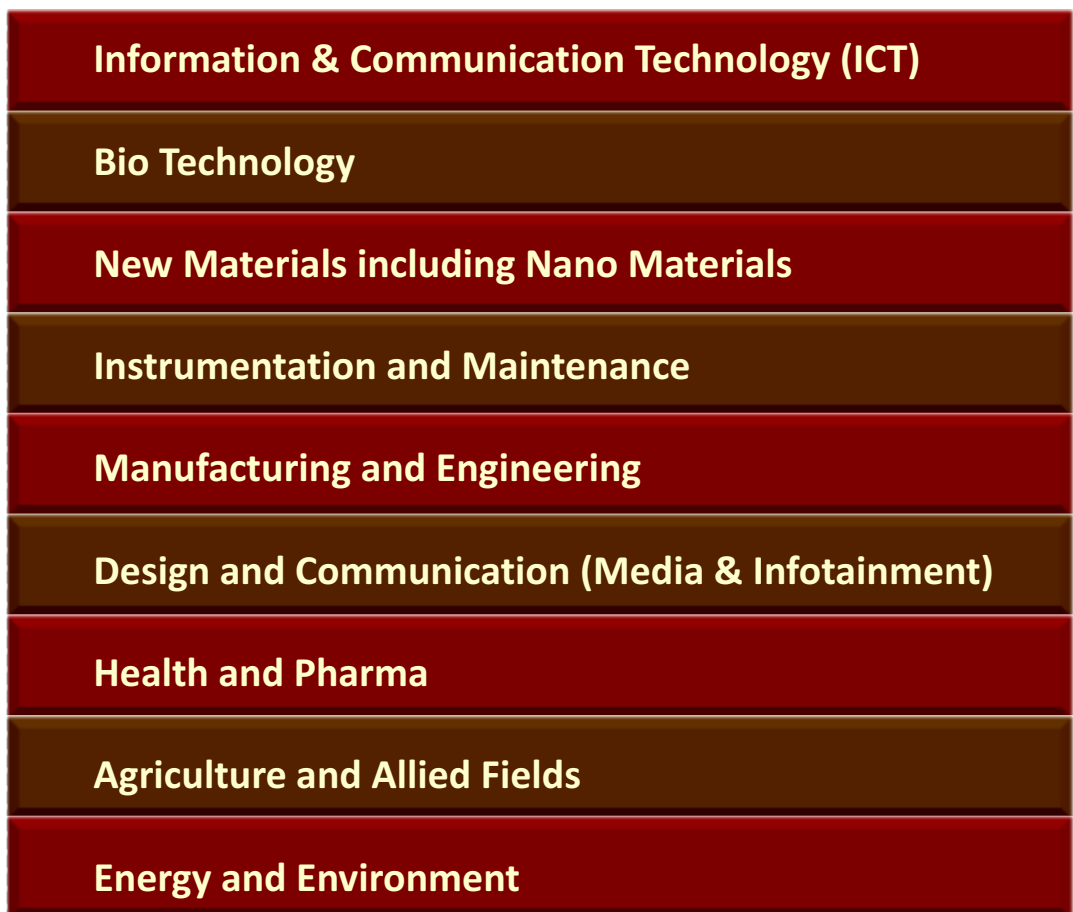 Information & Communication Technology (ICT)
Bio Technology
New Materials including Nano Materials
Instrumentation and Maintenance
Manufacturing and Engineering
Design and Communication (Media & Infotainment)
Health and Pharma
Agriculture and Allied Fields
Energy and Environment